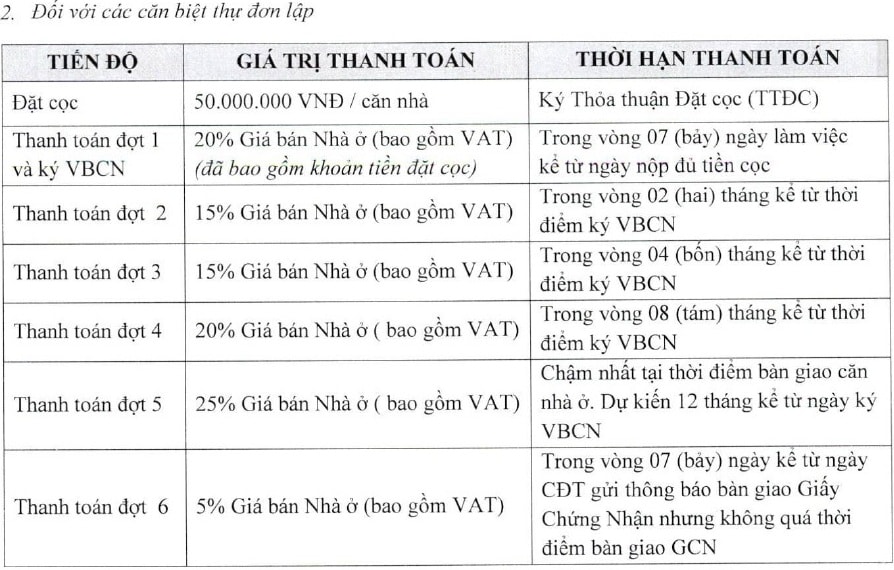 2. Đối với các căn biệt thự đơn lập
TIẾN ĐỘ GIÁ TRỊ THANH TOÁN THỜI HẠN THANH TOÁN
Đặt cọc 50.000.000 VNĐ / căn nhà Ký Thỏa thuận Đặt cọc (TTĐC)
Thanh toán đợt 1 20% Giá bán Nhà ở (bao gồm VAT) Trong vòng 07 (bảy) ngày làm việc
và ký VBCN (đã bao gồm khoản tiền đặt cọc) kể từ ngày nộp đủ tiền cọc
Thanh toán đợt 2 15% Giá bán Nhà ở (bao gồm VAT) Trong vòng 02 (hai) tháng kể từ thời
điểm ký VBCN
Thanh toán đợt 3 15% Giá bán Nhà ở (bao gồm VAT) Trong vòng 04 (bốn) tháng kể từ thời
điểm ký VBCN
Thanh toán đợt 4 20% Giá bán Nhà ở ( bao gồm VAT) Trong vòng 08 (tám) tháng kể từ thời
điểm ký VBCN
Thanh toán đợt 5 25% Giá bán Nhà ở ( bao gồm VAT) Chậm nhất tại thời điểm bàn giao căn
nhà ở. Dự kiến 12 tháng kể từ ngày ký
VBCN
Thanh toán đợt 6 5% Giá bán Nhà ở (bao gồm VAT) Trong vòng 07 (bảy) ngày kể từ ngày
CĐT gửi thông báo bàn giao Giấy
Chứng Nhận nhưng không quá thời
điểm bàn giao GCN